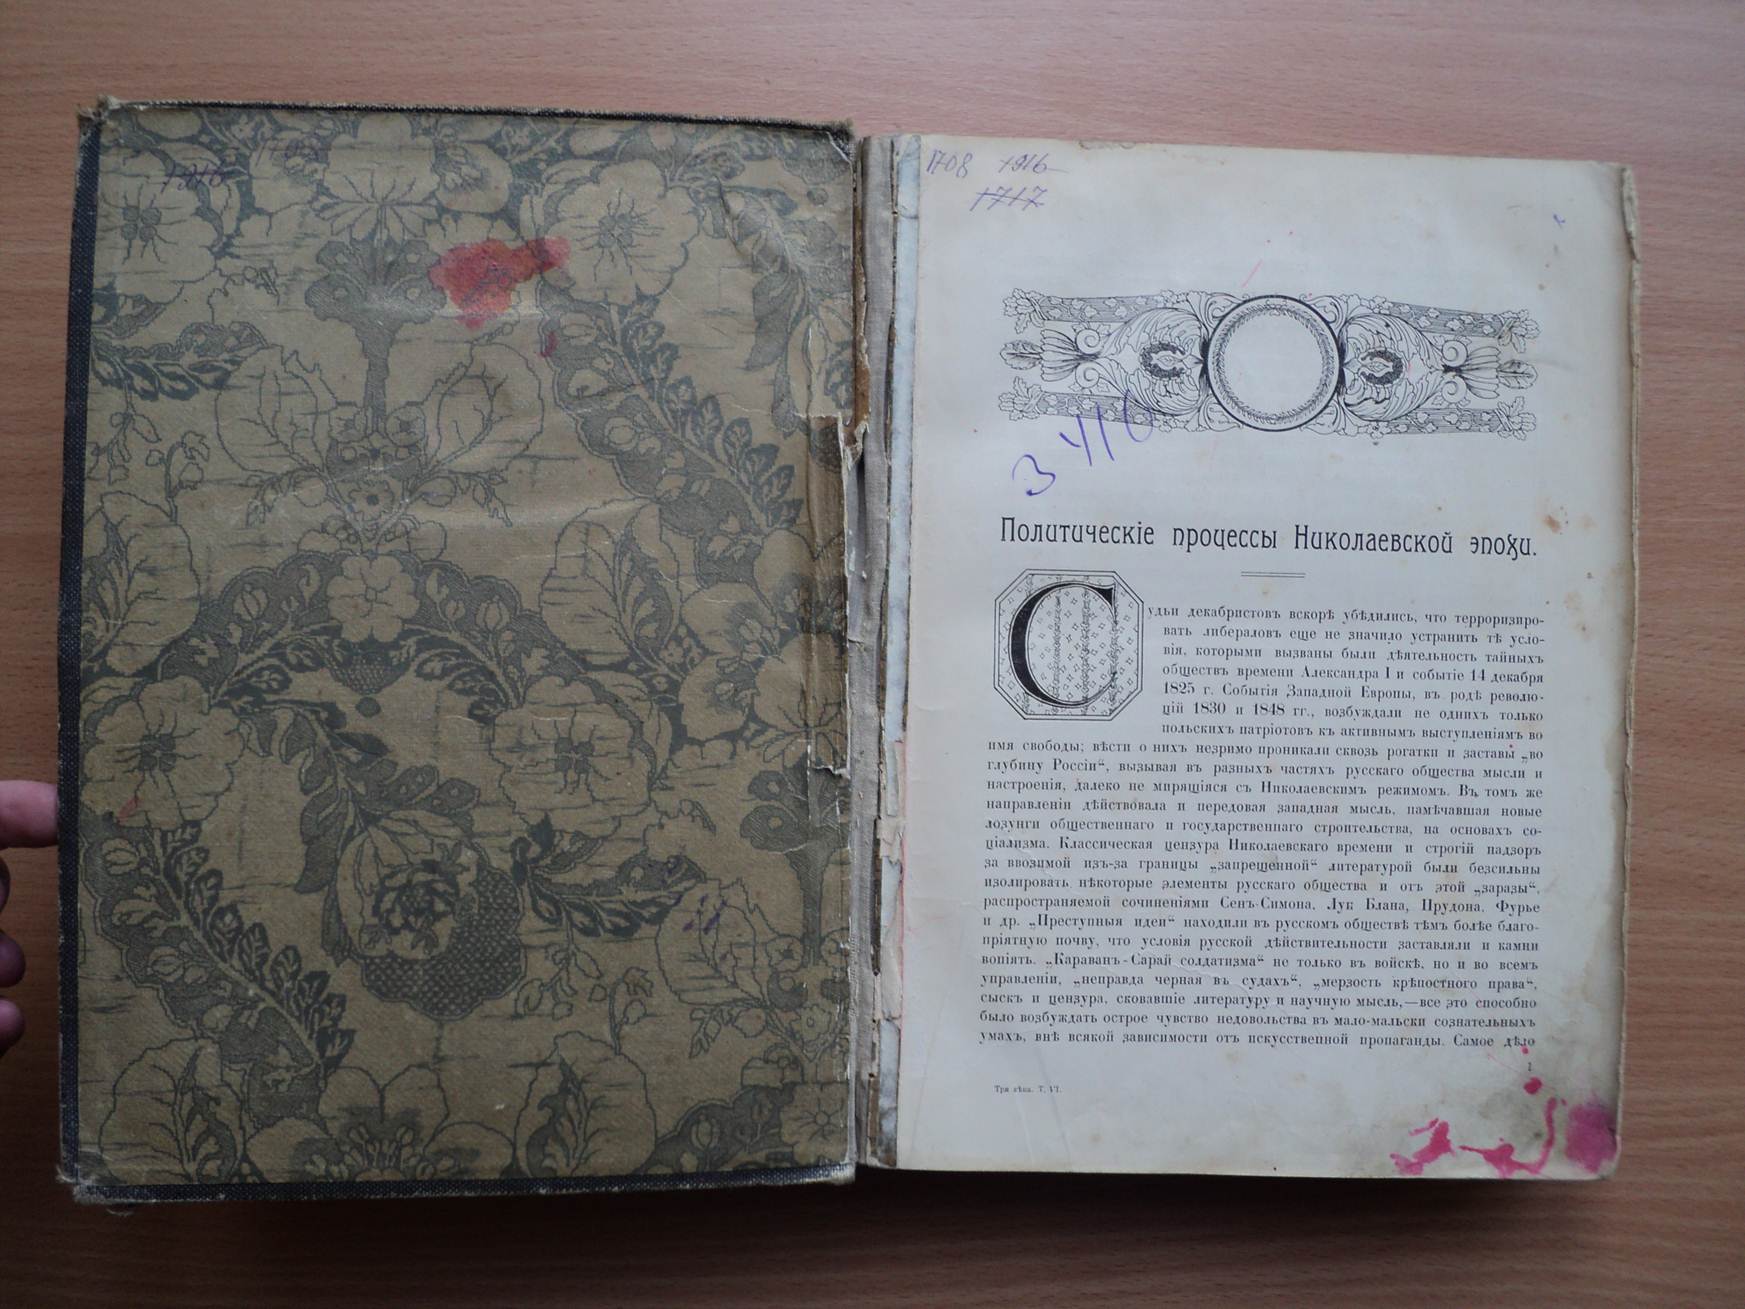 1708 1916
1717
3416
Политическіе процессы Николаевской эпохи.
Судьи декабристовъ вскорѣ убѣдились, что терроризиро-
вать либераловъ еще не значило устранить тѣ усло-
вія, которыми вызваны были дѣятельность тайныхъ
обществъ времени Александра I и событіе 14 декабря
1825 г. Событія Западной Европы, въ родѣ револю-
цій 1830 и 1848 гг., возбуждали не однихъ только
польскихъ патріотовъ къ активнымъ выступленіямъ во
имя свободы; вѣсти о нихъ незримо проникали сквозь рогатки и заставы „во
глубину Россіи“, вызывая въ разныхъ частяхъ русскаго общества мысли и
настроенія, далеко не мирящіяся съ Николаевскимъ режимомъ. Въ томъ же
направленіи дѣйствовала и передовая западная мысль, намѣчавшая новые
лозунги общественнаго и государственнаго строительства, на основахъ со-
ціализма. Классическая цензура Николаевскаго времени и строгій надзоръ
за ввозимой изъ-за границы „запрещенной“ литературой были безсильны
изолировать нѣкоторые элементы русскаго общества и отъ этой „заразы“,
распространяемой сочиненіями Сенъ-Симона, Лук Блана, Прудона, Фурье
и др. „Преступныя идеи“ находили въ русскомъ обществѣ тѣмъ болѣе благо-
пріятную почву, что условія русской дѣйствительности заставляли и камни
вопіять. „Караванъ-Сарай солдатизма“ не только въ войскѣ, но и во всемъ
управленіи, „неправда черная въ судахъ“, „мерзость крѣпостного права“,
сыскъ и цензура, сковавшіе литературу и научную мысль,—все это способно
было возбуждать острое чувство недовольства въ мало-мальски сознательныхъ
умахъ, внѣ всякой зависимости отъ искусственной пропаганды. Самое дѣло
1
Три вѣка. Т. VI.